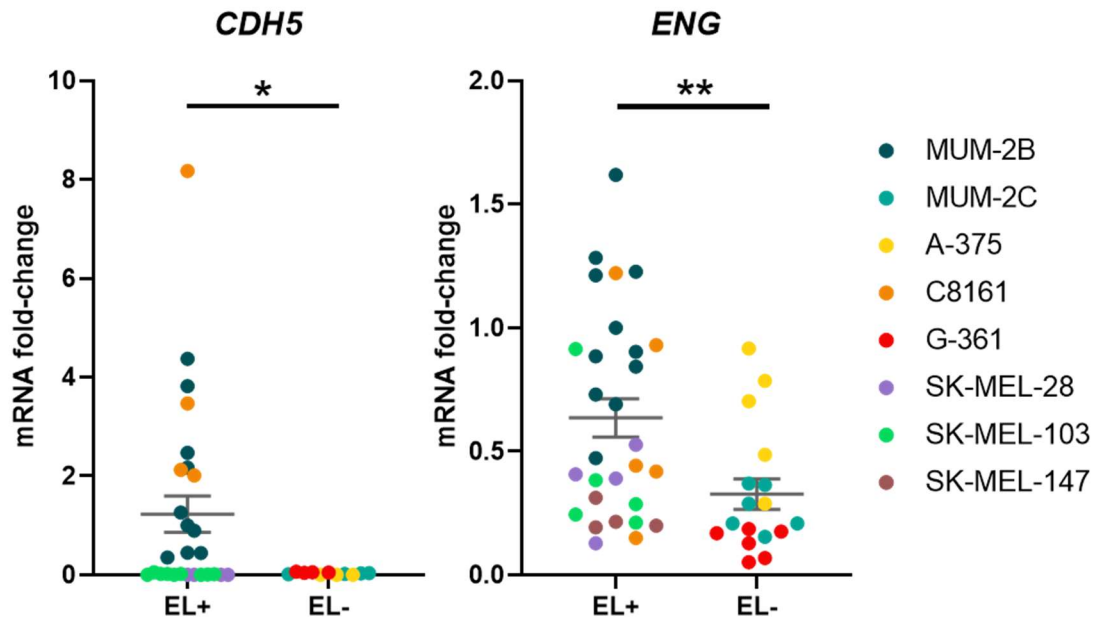 CDH5
*
mRNA fold-change
10
8
6
4
2
0
EL+ EL-
ENG
**
mRNA fold-change
2.0
1.5
1.0
0.5
0.0
EL+ EL-
MUM-2B
MUM-2C
A-375
C8161
G-361
SK-MEL-28
SK-MEL-103
SK-MEL-147